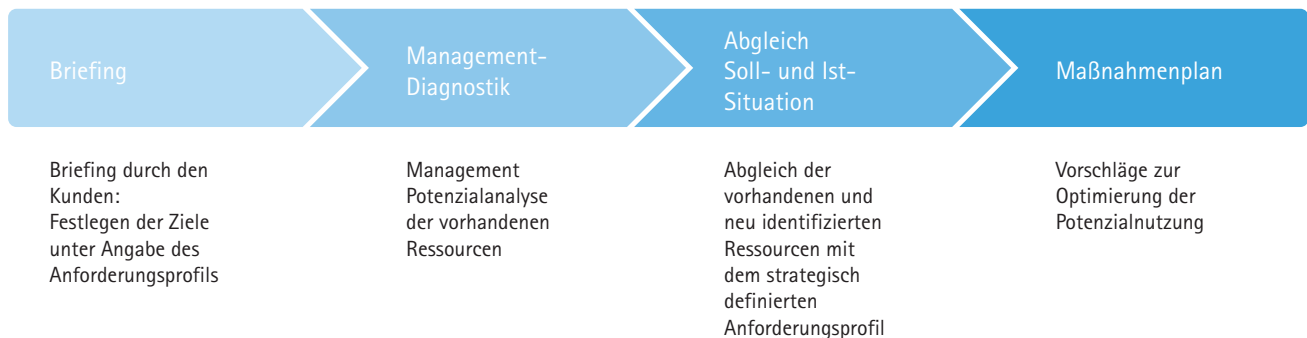 Briefing
Management-
Diagnostik
Abgleich
Soll- und Ist-
Situation
Maßnahmenplan
Briefing durch den
Kunden:
Festlegen der Ziele
unter Angabe des
Anforderungsprofils
Management
Potenzialanalyse
der vorhandenen
Ressourcen
Abgleich der
vorhandenen und
neu identifizierten
Ressourcen mit
dem strategisch
definierten
Anforderungsprofil
Vorschläge zur
Optimierung der
Potenzialnutzung